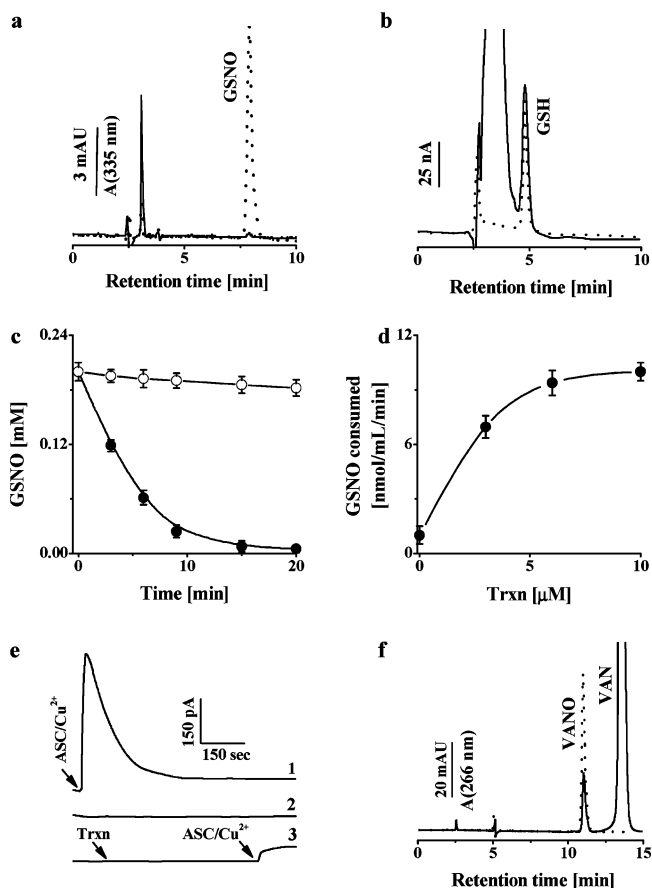 a
3 mAU
A(335 nm)
GSNO
0 5 10
Retention time [min]
b
25 nA
GSH
0 5 10
Retention time [min]
c
GSNO [mM]
0.24
0.12
0.00
0 5 10 15 20
Time [min]
d
GSNO consumed
[nmol/mL/min]
12
6
0
0 5 10
Trxn [μM]
e
ASC/Cu²⁺
150 pA
150 sec
1
2
Trxn
ASC/Cu²⁺
3
f
20 mAU
A(266 nm)
VANO
VAN
0 5 10 15
Retention time [min]